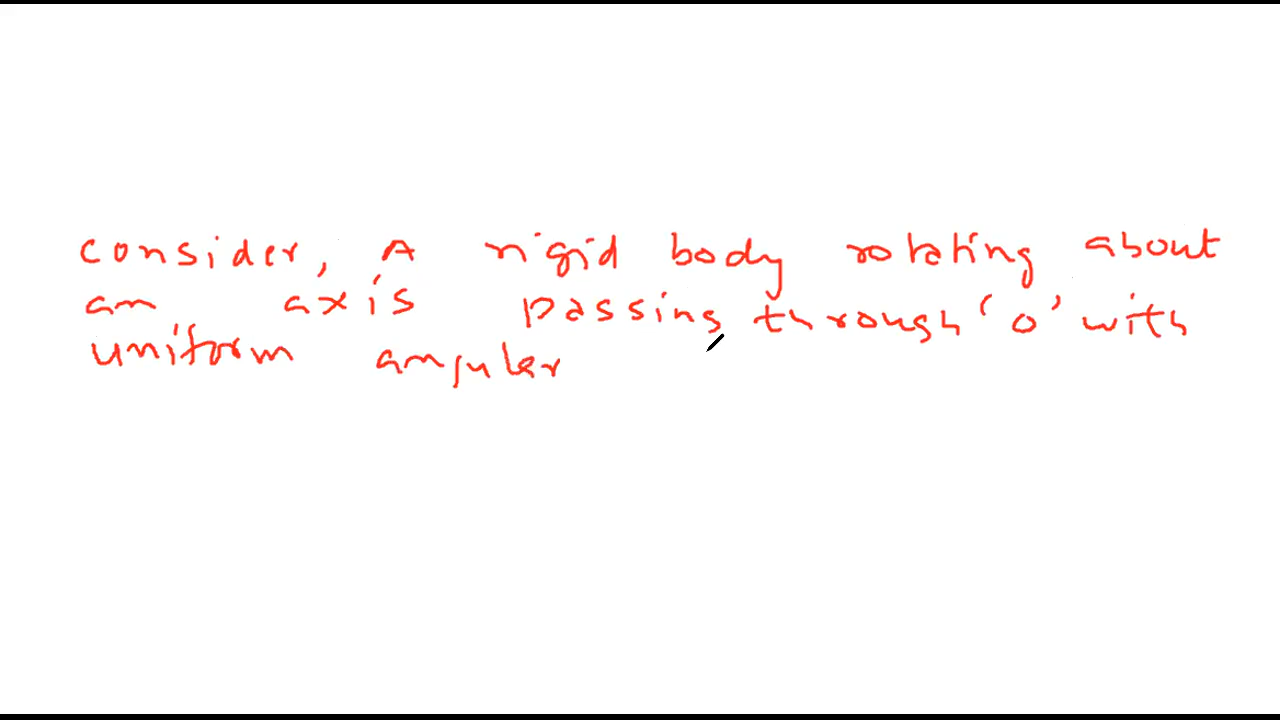 consider, A rigid body rotating about
an axis passing through 'o' with
uniform angular